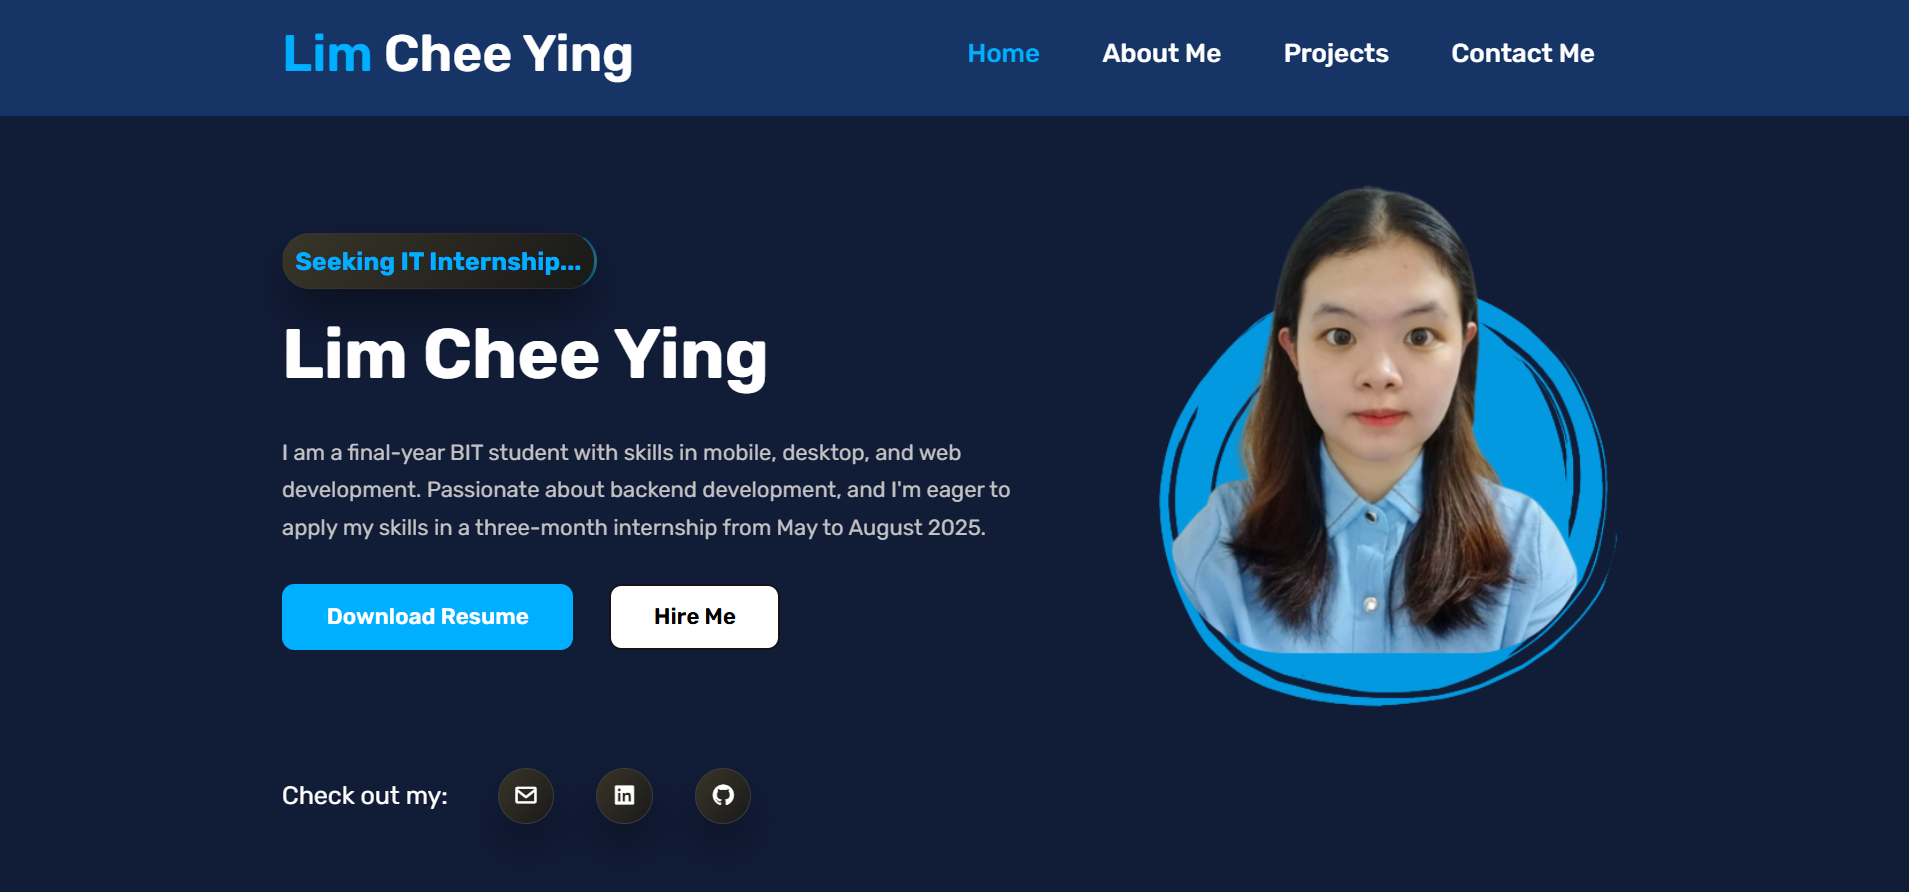 Lim Chee Ying
Home
About Me
Projects
Contact Me
Seeking IT Internship...
Lim Chee Ying
I am a final-year BIT student with skills in mobile, desktop, and web
development. Passionate about backend development, and I'm eager to
apply my skills in a three-month internship from May to August 2025.
Download Resume
Hire Me
Check out my:
in